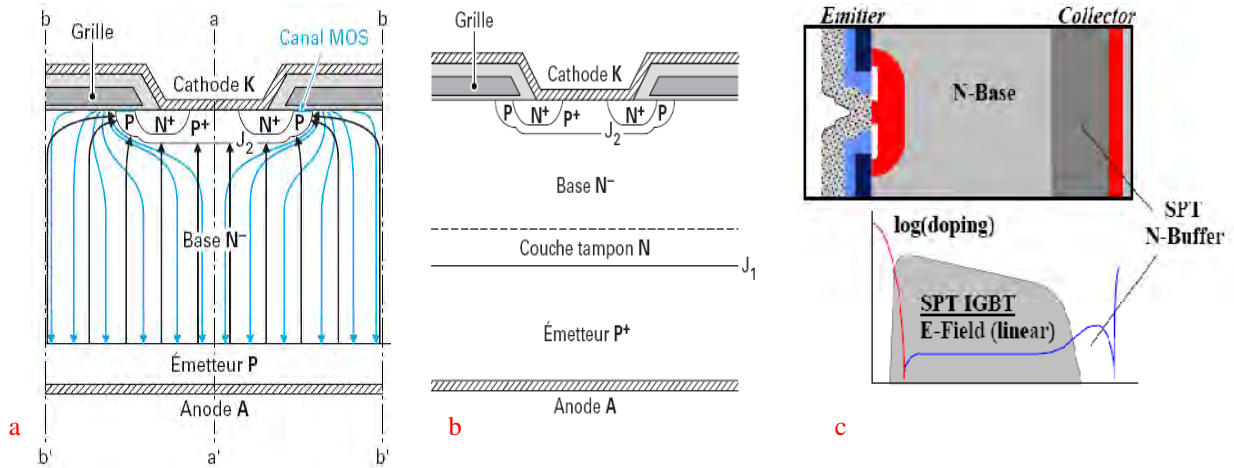 b
a
b
Grille
Canal MOS
Cathode K
P
N+
P+
N+
P
J2
Base N–
Émetteur P
Anode A
a
b'
a'
b'
Grille
Cathode K
P
N+
P+
N+
P
J2
Base N–
Couche tampon N
J1
Émetteur P+
Anode A
b
Emitter
Collector
N-Base
SPT
N-Buffer
log(doping)
SPT IGBT
E-Field (linear)
c